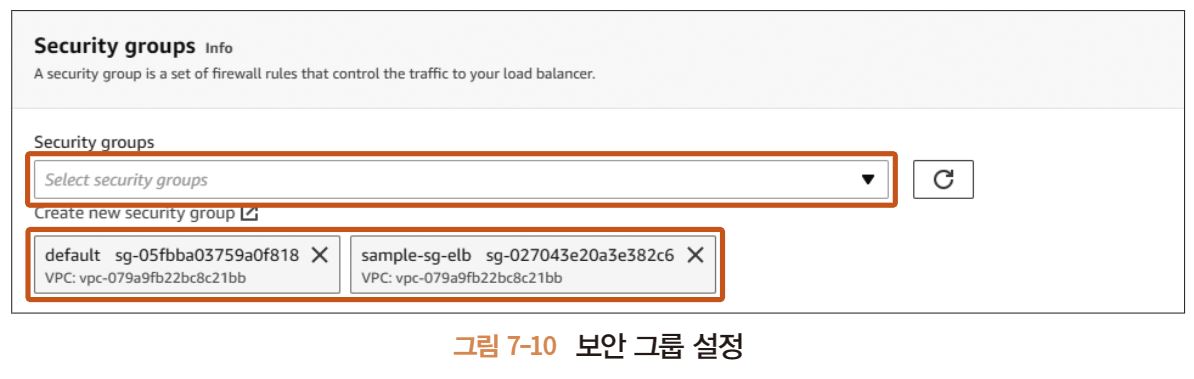 Security groups Info
A security group is a set of firewall rules that control the traffic to your load balancer.
Security groups
Select security groups
Create new security group
default sg-05fbba03759a0f818
sample-sg-elb sg-027043e20a3e382c6
VPC: vpc-079a9fb22bc8c21bb
VPC: vpc-079a9fb22bc8c21bb
그림 7-10 보안 그룹 설정